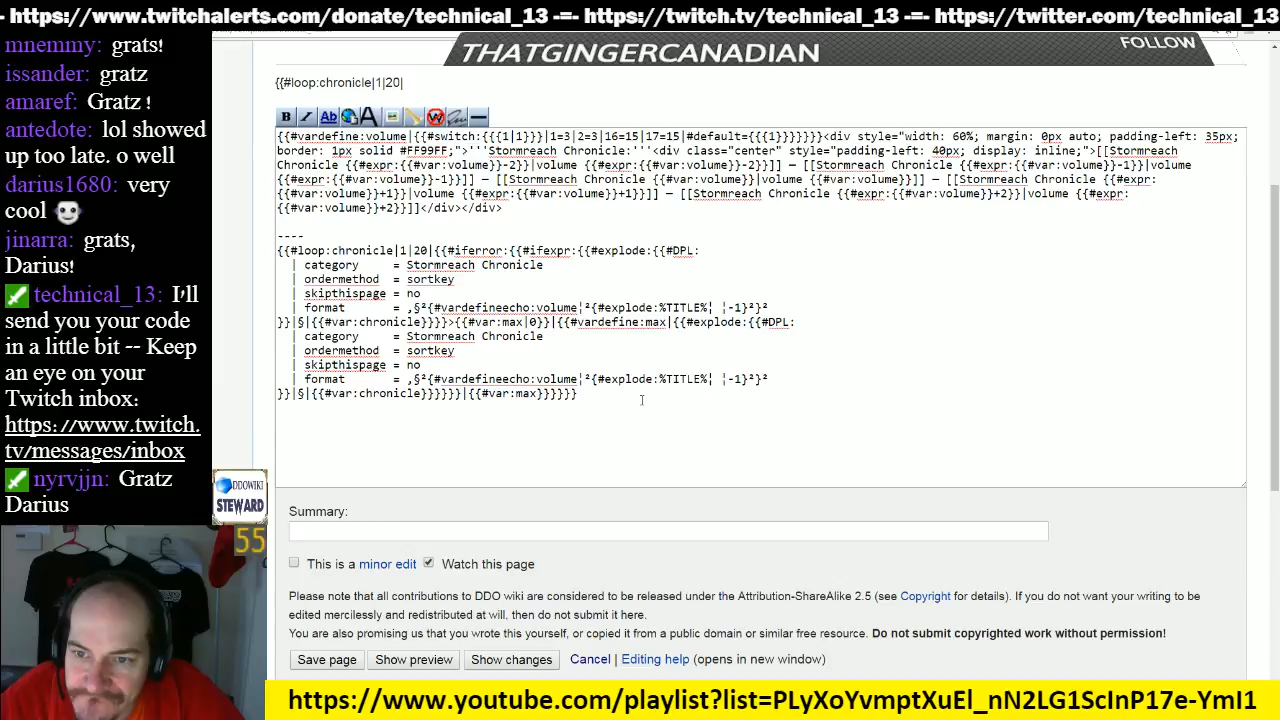 - https://www.twitchalerts.com/donate/technical_13 -=- https://twitch.tv/technical_13 -=- https://twitter.com/technical_13
mnemmy: grats!
issander: gratz
amaref: Gratz !
antedote: lol showed
up too late. o well
darius1680: very
cool
jinarra: grats,
Darius!
technical_13: I'll
send you your code
in a little bit -- Keep
an eye on your
Twitch inbox:
https://www.twitch.
tv/messages/inbox
nyrvjjn: Gratz
Darius
DDOWIKI
STEWARD
55
THATGINGERCANADIAN
FOLLOW
{{#loop:chronicle|1|20|
{{#vardefine:volume|{{#switch:{{{1|1}}}|1=3|2=3|16=15|17=15|#default={{{1}}}}}}}<div style="width: 60%; margin: 0px auto; padding-left: 35px;
border: 1px solid #FF99FF;">'''Stormreach Chronicle:'''<div class="center" style="padding-left: 40px; display: inline;">[[Stormreach
Chronicle {{#expr:{{#var:volume}}-2}}|volume {{#expr:{{#var:volume}}-2}}]] — [[Stormreach Chronicle {{#expr:{{#var:volume}}-1}}|volume
{{#expr:{{#var:volume}}-1}}]] — [[Stormreach Chronicle {{#var:volume}}|volume {{#var:volume}}]] — [[Stormreach Chronicle {{#expr:
{{#var:volume}}+1}}|volume {{#expr:{{#var:volume}}+1}}]] — [[Stormreach Chronicle {{#expr:{{#var:volume}}+2}}|volume {{#expr:
{{#var:volume}}+2}}]]</div></div>
----
{{#loop:chronicle|1|20|{{#iferror:{{#ifexpr:{{#explode:{{#DPL:
| category = Stormreach Chronicle
| ordermethod = sortkey
| skipthispage = no
| format = ,§²{#vardefineecho:volume¦²{#explode:%TITLE%¦ ¦-1}²}²
}}|§|{{#var:chronicle}}}}>{{#var:max|0}}|{{#vardefine:max|{{#explode:{{#DPL:
| category = Stormreach Chronicle
| ordermethod = sortkey
| skipthispage = no
| format = ,§²{#vardefineecho:volume¦²{#explode:%TITLE%¦ ¦-1}²}²
}}|§|{{#var:chronicle}}}}}}|{{#var:max}}}}}}
Summary:
This is a minor edit Watch this page
Please note that all contributions to DDO wiki are considered to be released under the Attribution-ShareAlike 2.5 (see Copyright for details). If you do not want your writing to be
edited mercilessly and redistributed at will, then do not submit it here.
You are also promising us that you wrote this yourself, or copied it from a public domain or similar free resource. Do not submit copyrighted work without permission!
Save page Show preview Show changes Cancel | Editing help (opens in new window)
https://www.youtube.com/playlist?list=PLyXoYvmptXuEl_nN2LG1ScInP17e-YmI1